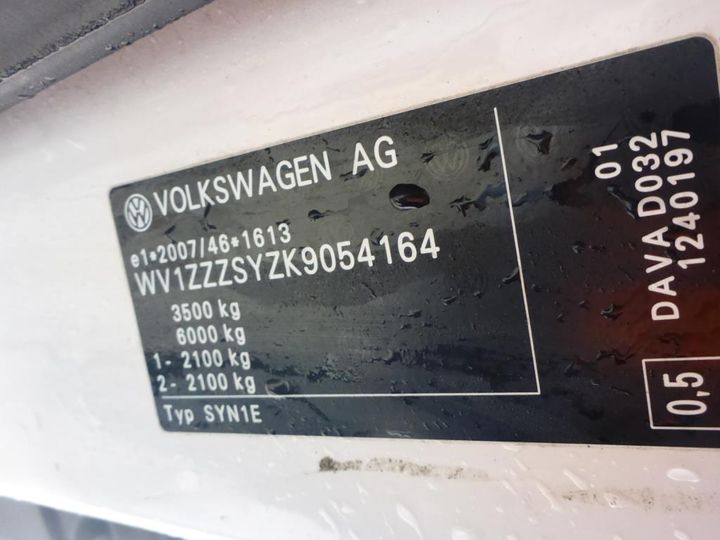 VOLKSWAGEN AG
e1*2007/46*1613
WV1ZZZSYZK9054164
3500 kg
6000 kg
1- 2100 kg
2- 2100 kg
Typ SYN1E
01
DAVA D032
1240197
0,5